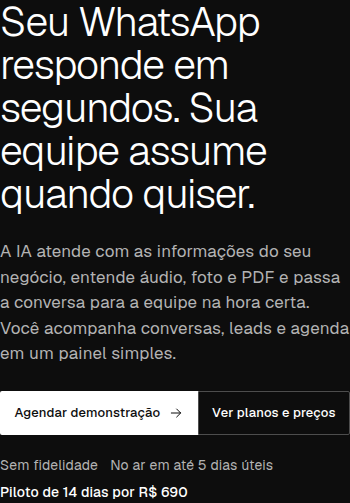 Seu WhatsApp
responde em
segundos. Sua
equipe assume
quando quiser.
A IA atende com as informações do seu
negócio, entende áudio, foto e PDF e passa
a conversa para a equipe na hora certa.
Você acompanha conversas, leads e agenda
em um painel simples.
Agendar demonstração → Ver planos e preços
Sem fidelidade No ar em até 5 dias úteis
Piloto de 14 dias por R$ 690